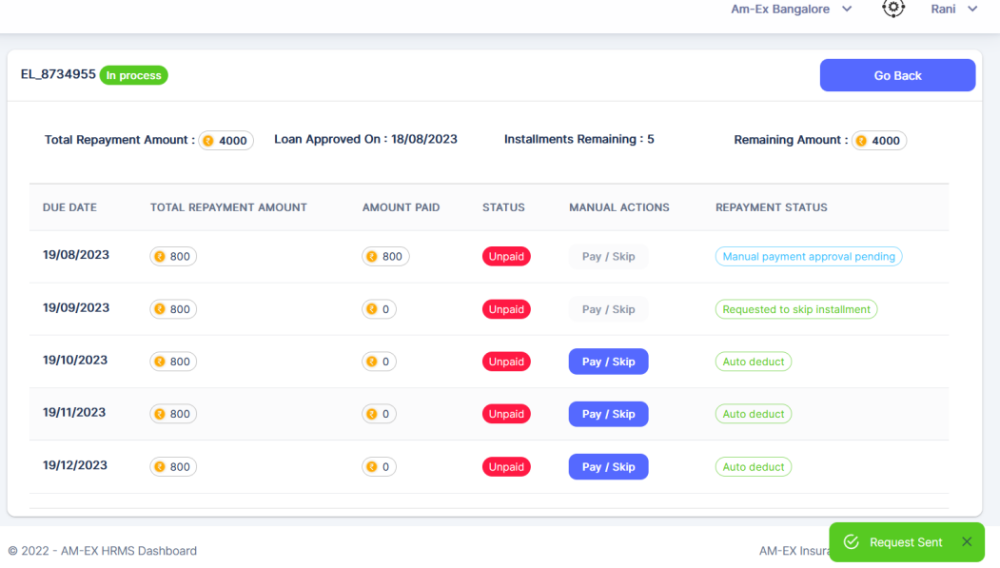 Am-Ex Bangalore Rani
EL_8734955 In process Go Back
Total Repayment Amount : ₹ 4000 Loan Approved On : 18/08/2023 Installments Remaining : 5 Remaining Amount : ₹ 4000
DUE DATE TOTAL REPAYMENT AMOUNT AMOUNT PAID STATUS MANUAL ACTIONS REPAYMENT STATUS
19/08/2023 ₹ 800 ₹ 800 Unpaid Pay / Skip Manual payment approval pending
19/09/2023 ₹ 800 ₹ 0 Unpaid Pay / Skip Requested to skip installment
19/10/2023 ₹ 800 ₹ 0 Unpaid Pay / Skip Auto deduct
19/11/2023 ₹ 800 ₹ 0 Unpaid Pay / Skip Auto deduct
19/12/2023 ₹ 800 ₹ 0 Unpaid Pay / Skip Auto deduct
Request Sent
© 2022 - AM-EX HRMS Dashboard AM-EX Insura